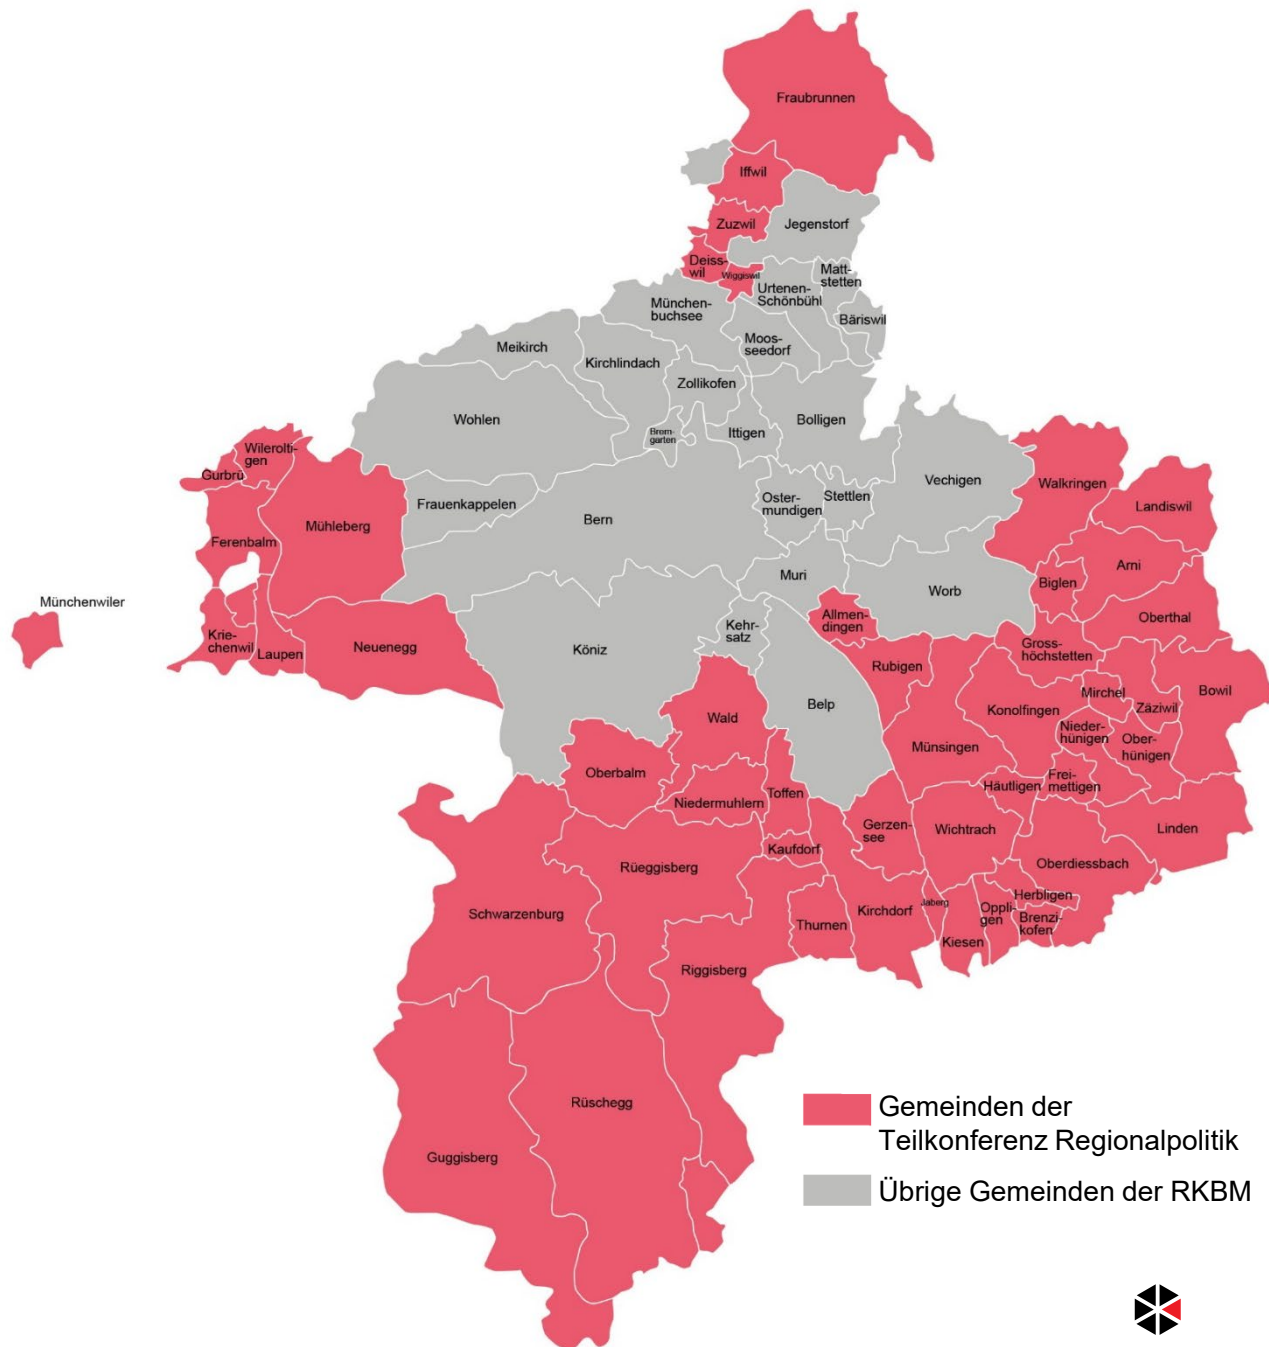 Fraubrunnen
Iffwil
Zuzwil
Jegenstorf
Deiss-
wil
Wiggiswil
Matt-
stetten
Urtenen-
Schönbühl
München-
buchsee
Bäriswil
Moos-
seedorf
Meikirch
Kirchlindach
Zollikofen
Wohlen
Brem-
garten
Ittigen
Bolligen
Wilerolti-
gen
Gurbrü
Vechigen
Walkringen
Frauenkappelen
Bern
Oster-
mundigen
Stettlen
Landiswil
Mühleberg
Ferenbalm
Muri
Worb
Biglen
Arni
Münchenwiler
Allmen-
dingen
Oberthal
Krie-
chenwil
Laupen
Neuenegg
Köniz
Kehr-
satz
Rubigen
Gross-
höchstetten
Belp
Wald
Konolfingen
Mirchel
Zäziwil
Bowil
Nieder-
hünigen
Ober-
hünigen
Münsingen
Oberbalm
Niedermuhlern
Toffen
Häutligen
Frei-
mettigen
Gerzen-
see
Wichtrach
Linden
Kaufdorf
Rüeggisberg
Oberdiessbach
Schwarzenburg
Thurnen
Kirchdorf
Jaberg
Kiesen
Oppli-
gen
Herbligen
Brenzi-
kofen
Riggisberg
Rüschegg
Guggisberg
Gemeinden der
Teilkonferenz Regionalpolitik
Übrige Gemeinden der RKBM